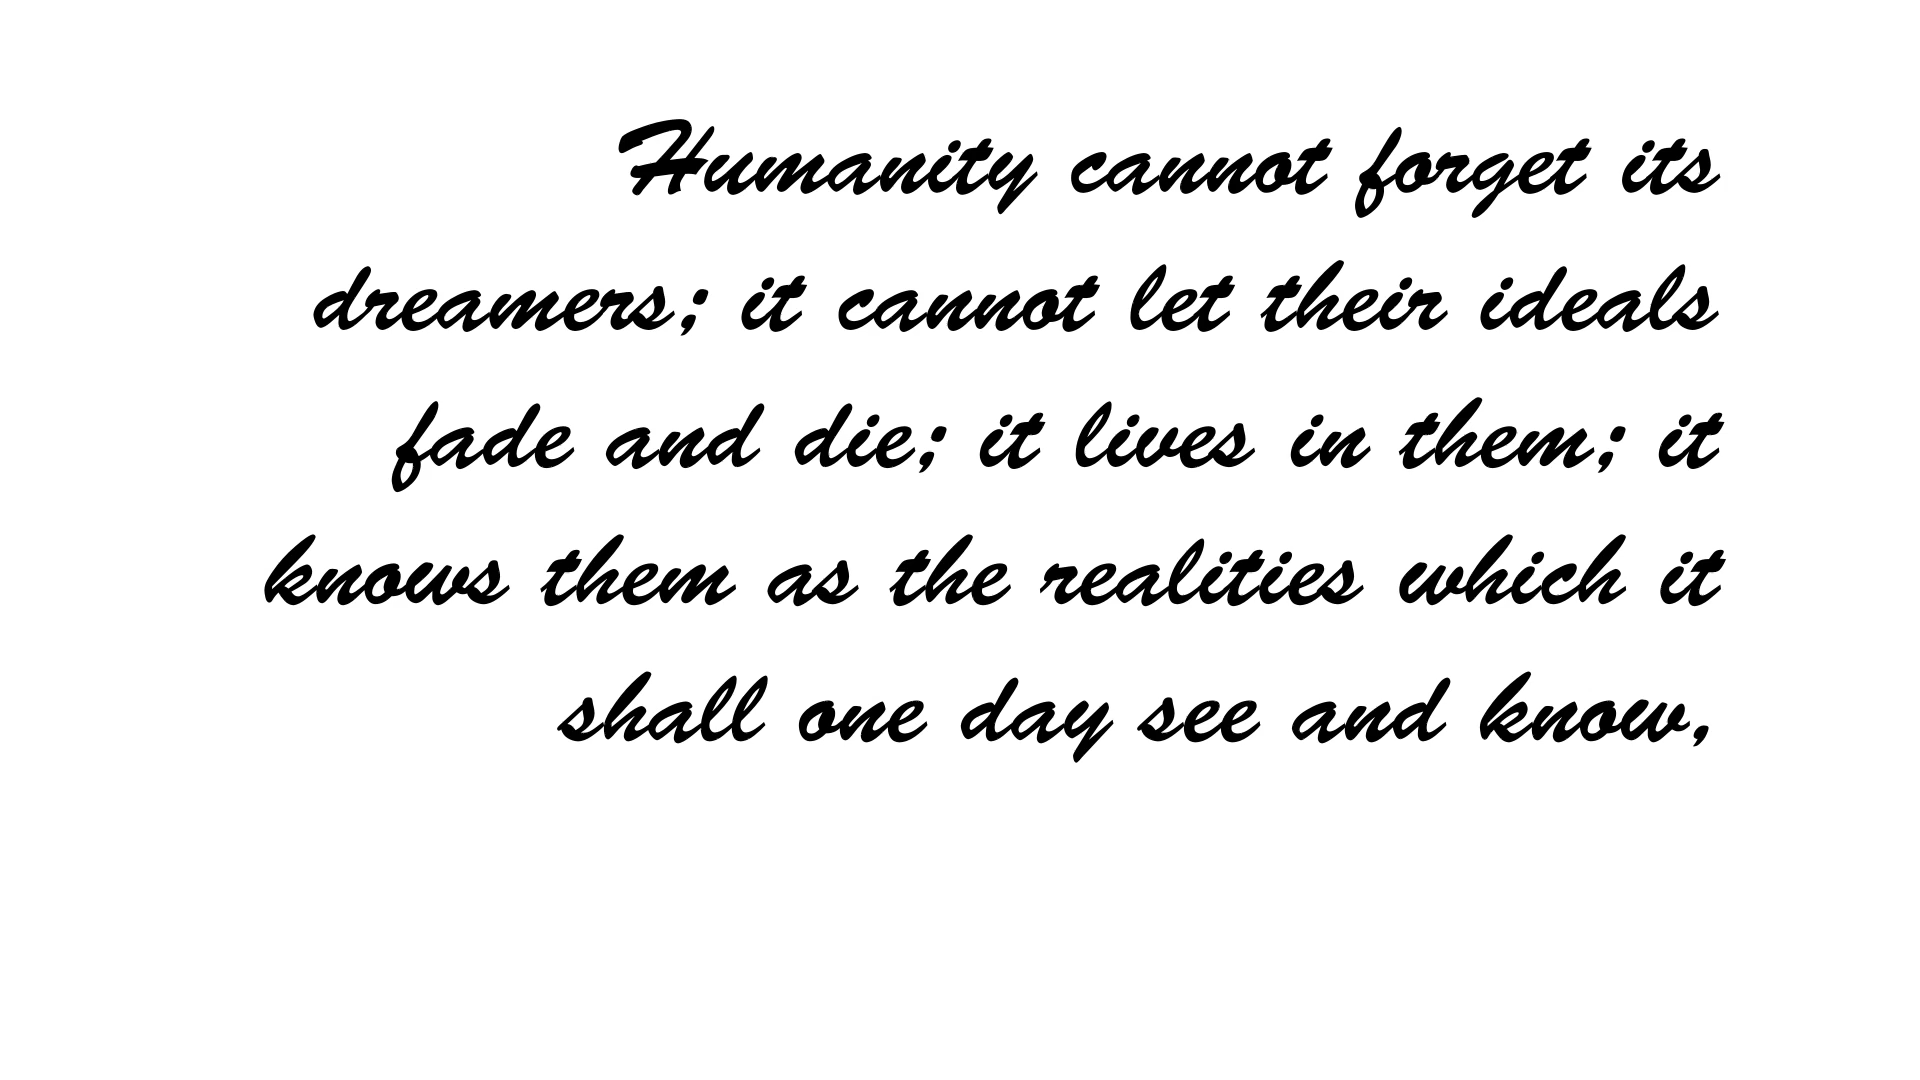 Humanity cannot forget its
dreamers; it cannot let their ideals
fade and die; it lives in them; it
knows them as the realities which it
shall one day see and know,